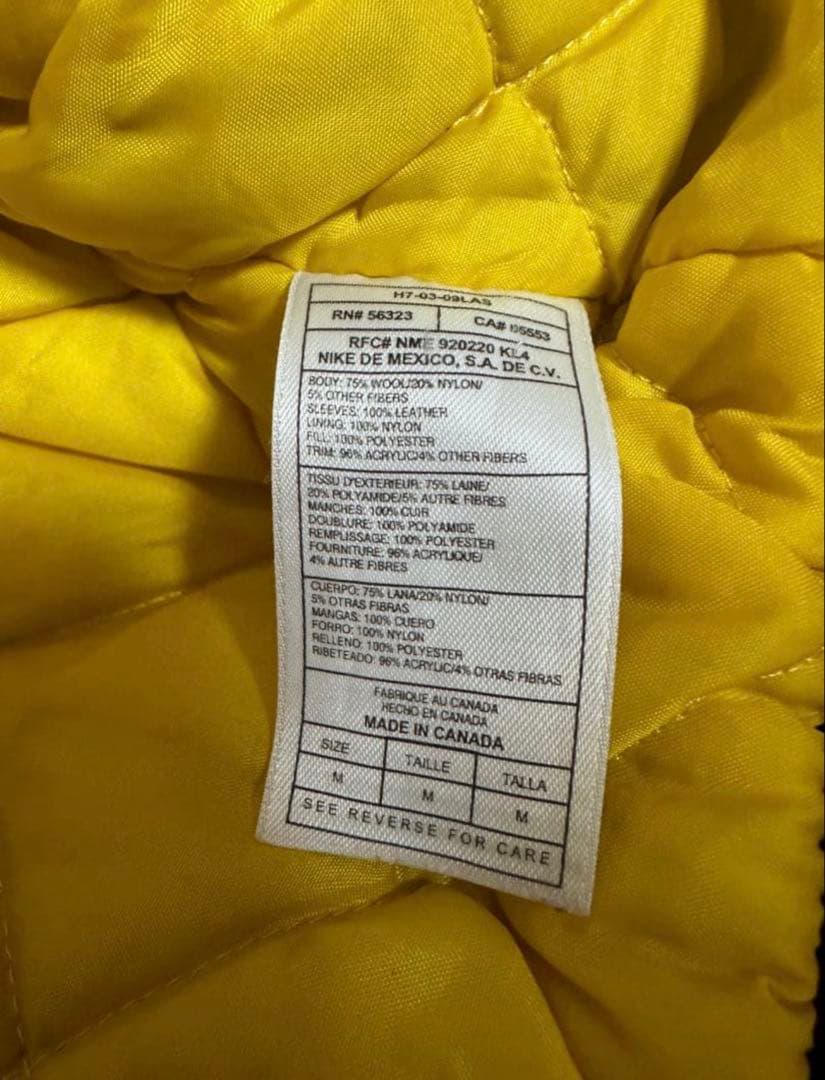 H7-03-09LAS
RN# 56323 CA# 05553
RFC# NME 920220 KL4
NIKE DE MEXICO, S.A. DE C.V.
BODY: 75% WOOL/20% NYLON/
5% OTHER FIBERS
SLEEVES: 100% LEATHER
LINING: 100% NYLON
FILL: 100% POLYESTER
TRIM: 96% ACRYLIC/4% OTHER FIBERS
TISSU D'EXTERIEUR: 75% LAINE/
20% POLYAMIDE/5% AUTRE FIBRES
MANCHES: 100% CUIR
DOUBLURE: 100% POLYAMIDE
REMPLISSAGE: 100% POLYESTER
FOURNITURE: 96% ACRYLIQUE/
4% AUTRE FIBRES
CUERPO: 75% LANA/20% NYLON/
5% OTRAS FIBRAS
MANGAS: 100% CUERO
FORRO: 100% NYLON
RELLENO: 100% POLYESTER
RIBETEADO: 96% ACRYLIC/4% OTRAS FIBRAS
FABRIQUE AU CANADA
HECHO EN CANADA
MADE IN CANADA
SIZE TAILLE TALLA
M M M
SEE REVERSE FOR CARE